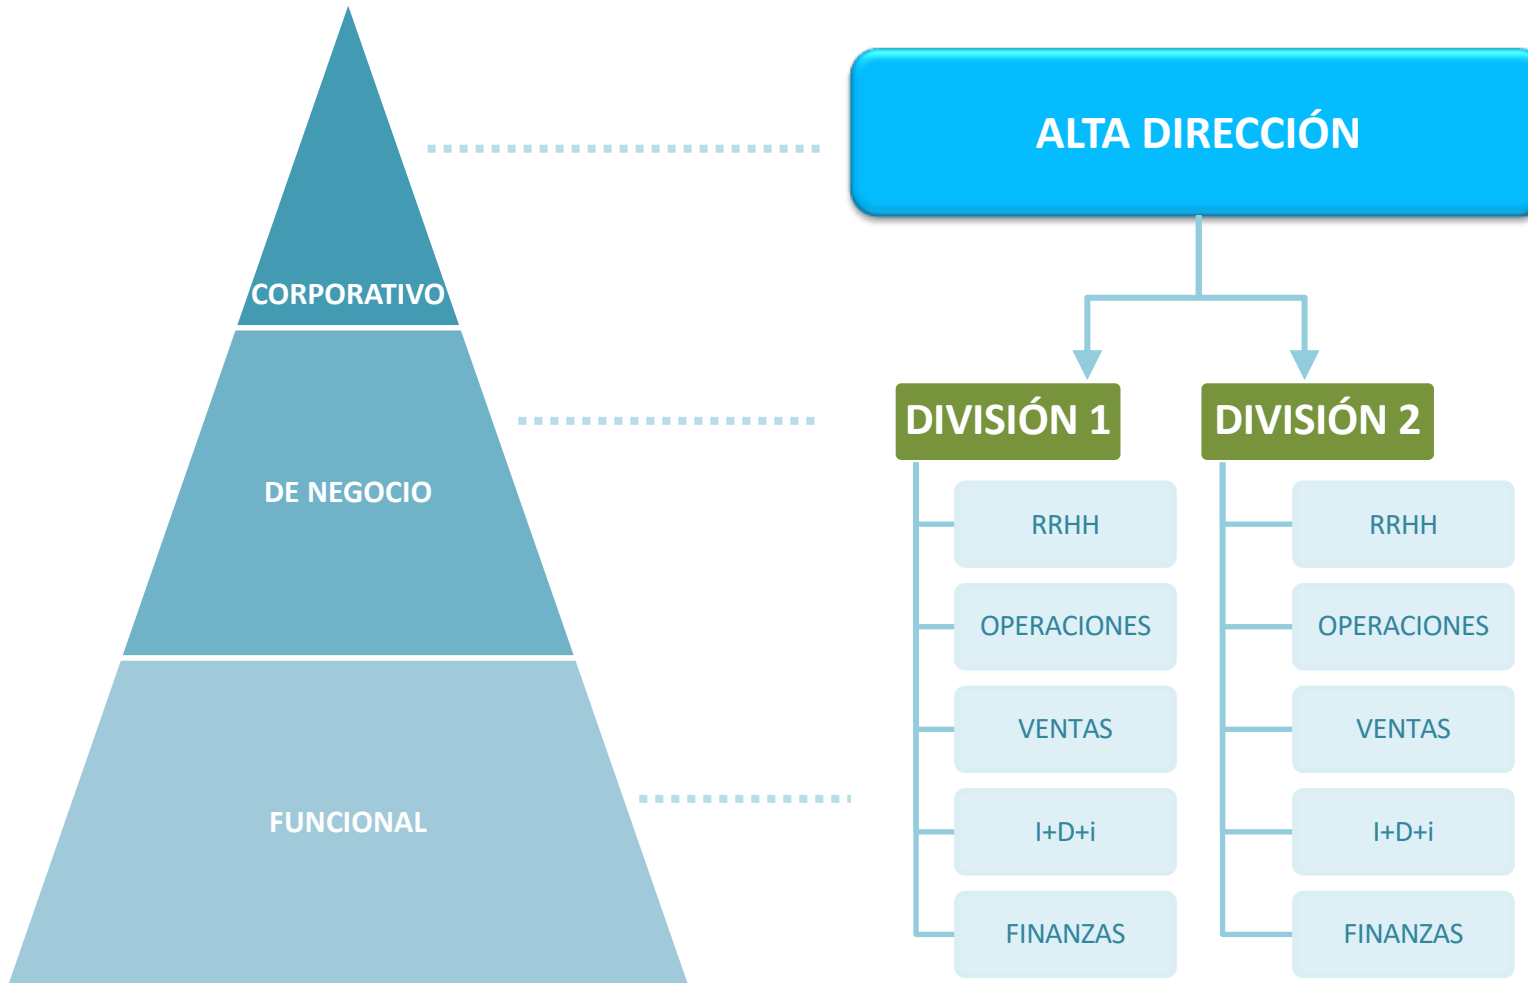 CORPORATIVO
DE NEGOCIO
FUNCIONAL
ALTA DIRECCIÓN
DIVISIÓN 1
RRHH
OPERACIONES
VENTAS
I+D+i
FINANZAS
DIVISIÓN 2
RRHH
OPERACIONES
VENTAS
I+D+i
FINANZAS